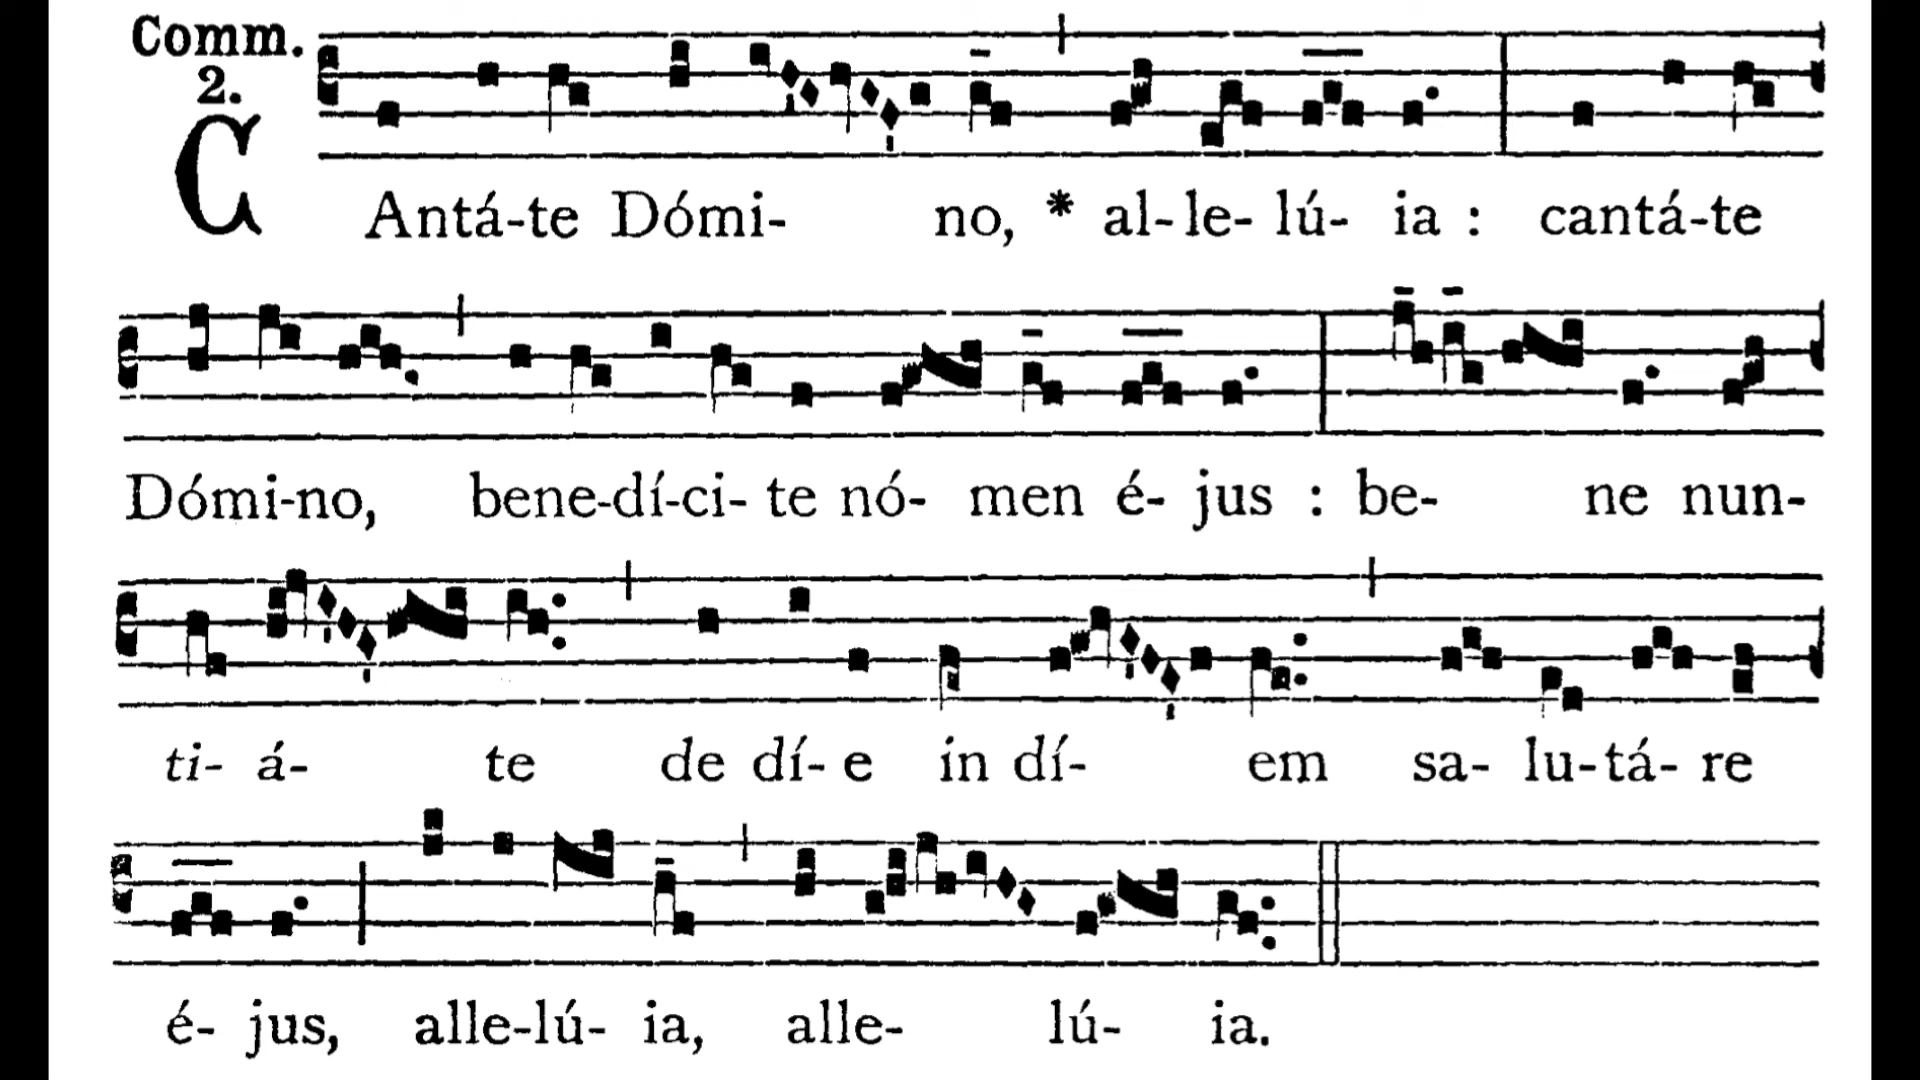 Comm.
2.
CAntá-te Dómi- no, * al-le- lú- ia : cantá-te
Dómi-no, bene-dí-ci- te nó- men é- jus : be- ne nun-
ti- á- te de dí- e in dí- em sa- lu-tá- re
é- jus, alle-lú- ia, alle- lú- ia.